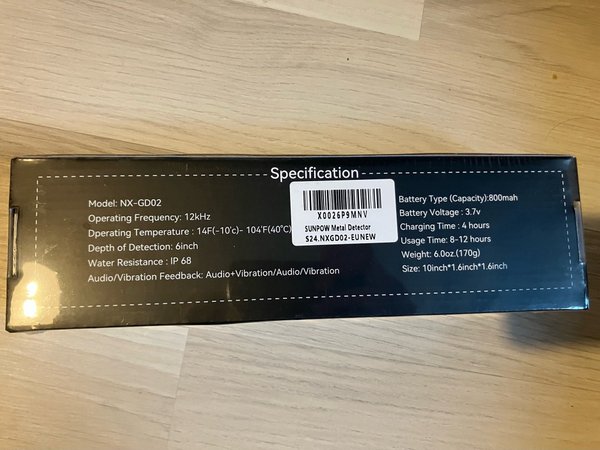 Specification
Model: NX-GD02
Operating Frequency: 12kHz
Operating Temperature : 14F(-10℃)- 104℉(40℃)
Depth of Detection: 6inch
Water Resistance : IP 68
Audio/Vibration Feedback: Audio+Vibration/Audio/Vibration
X0026P9MNV
SUNPOW Metal Detector
S24.NXGD02-EUNEW
Battery Type (Capacity):800mah
Battery Voltage : 3.7v
Charging Time : 4 hours
Usage Time: 8-12 hours
Weight: 6.0oz.(170g)
Size: 10inch*1.6inch*1.6inch